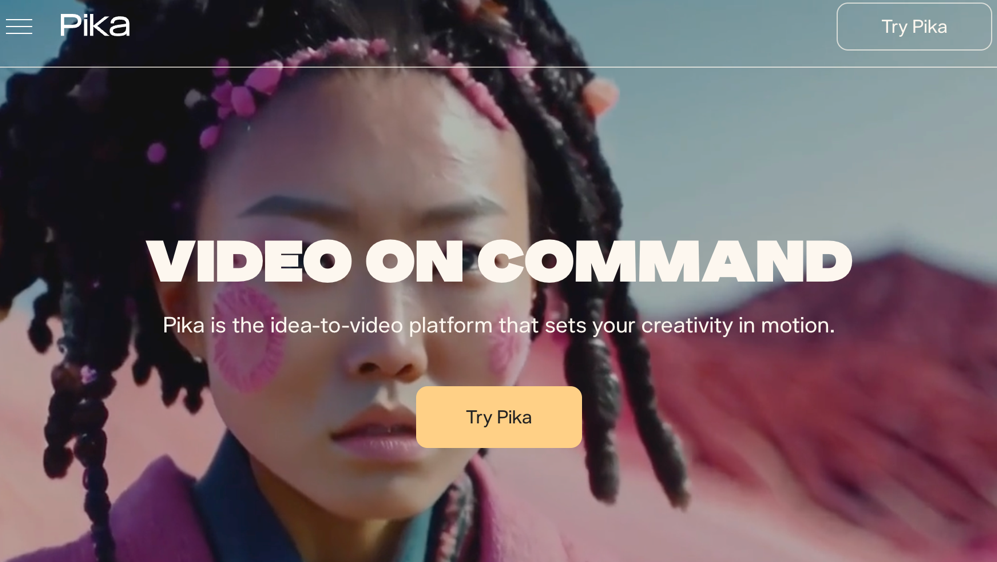 Pika
Try Pika
VIDEO ON COMMAND
Pika is the idea-to-video platform that sets your creativity in motion.
Try Pika